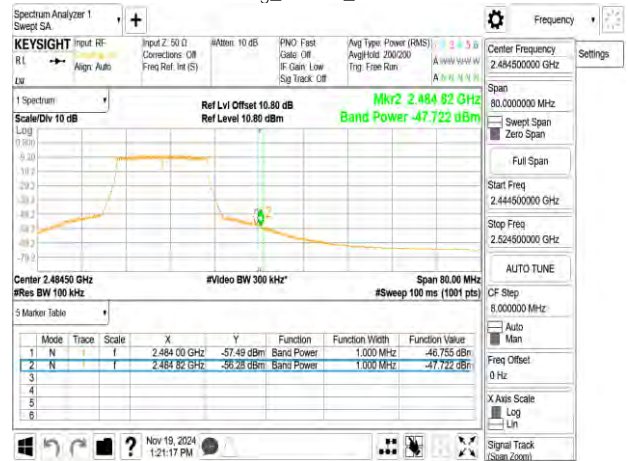 Spectrum Analyzer 1
Swept SA
Frequency
Settings
KEYSIGHT
Input: RF
Align: Auto
Input Z: 50 Ω
Corrections: Off
Freq Ref: Int (S)
#Atten: 10 dB
PNO: Fast
Gate: Off
IF Gain: Low
Sig Track: Off
Avg Type: Power (RMS)
Avg|Hold: 200/200
Trig: Free Run
Center Frequency
2.484500000 GHz
Span
80.0000000 MHz
Swept Span
Zero Span
Full Span
Start Freq
2.444500000 GHz
Stop Freq
2.524500000 GHz
AUTO TUNE
CF Step
8.000000 MHz
Auto
Man
Freq Offset
0 Hz
X Axis Scale
Log
Lin
Signal Track
(Span Zoom)
1 Spectrum
Scale/Div 10 dB
Ref Lvl Offset 10.80 dB
Ref Level 10.80 dBm
Mkr2 2.484 82 GHz
Band Power -47.722 dBm
Log
Center 2.48450 GHz
#Res BW 100 kHz
#Video BW 300 kHz*
Span 80.00 MHz
#Sweep 100 ms (1001 pts)
5 Marker Table
Mode Trace Scale X Y Function Function Width Function Value
1 N 1 f 2.484 00 GHz -57.49 dBm Band Power 1.000 MHz -46.755 dBm
2 N 1 f 2.484 82 GHz -56.28 dBm Band Power 1.000 MHz -47.722 dBm
3
4
5
6
Nov 19, 2024
1:21:17 PM